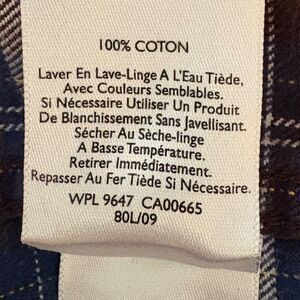 100% COTON
Laver En Lave-Linge A L'Eau Tiède,
Avec Couleurs Semblables.
Si Nécessaire Utiliser Un Produit
De Blanchissement Sans Javellisant.
Sécher Au Sèche-linge
A Basse Température.
Retirer Immédiatement.
Repasser Au Fer Tiède Si Nécessaire.
WPL 9647 CA00665
80L/09